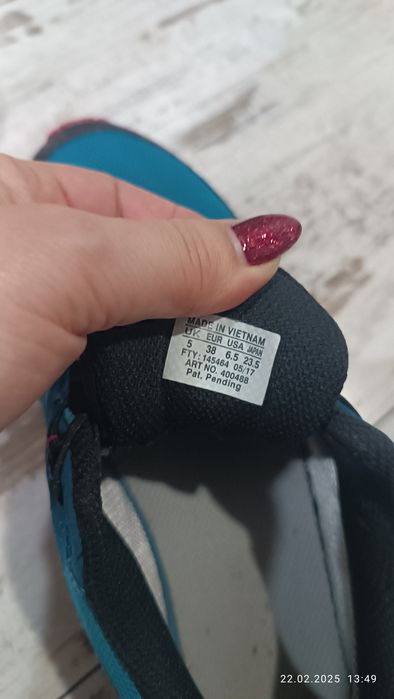 MADE IN VIETNAM
UK EUR USA JAPAN
5 38 6.5 23.5
FTY: 145464 05/17
ART NO. 400488
Pat. Pending
22.02.2025 13:49